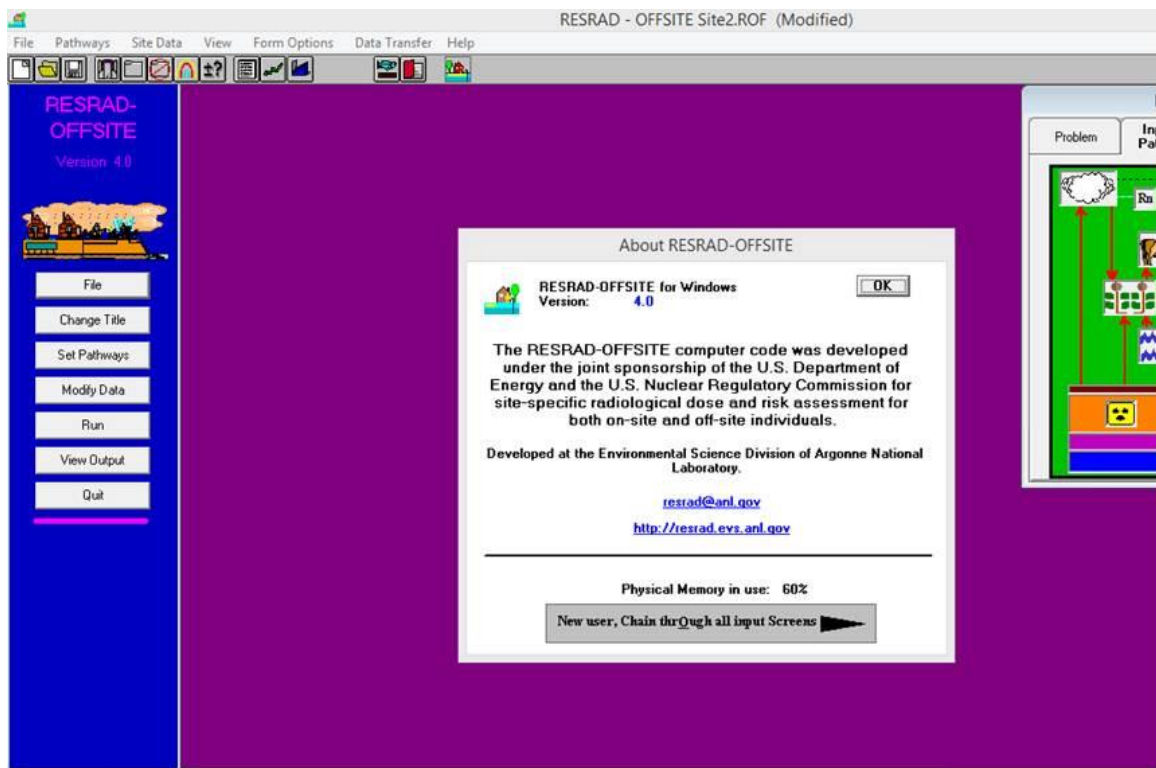 RESRAD - OFFSITE Site2.ROF (Modified)
File Pathways Site Data View Form Options Data Transfer Help
±?
RESRAD-
OFFSITE
Version 4.0
File
Change Title
Set Pathways
Modify Data
Run
View Output
Quit
About RESRAD-OFFSITE
RESRAD-OFFSITE for Windows
Version: 4.0
OK
The RESRAD-OFFSITE computer code was developed
under the joint sponsorship of the U.S. Department of
Energy and the U.S. Nuclear Regulatory Commission for
site-specific radiological dose and risk assessment for
both on-site and off-site individuals.
Developed at the Environmental Science Division of Argonne National
Laboratory.
resrad@anl.gov
http://resrad.evs.anl.gov
Physical Memory in use: 60%
New user, Chain thrOugh all input Screens
Problem
Rn